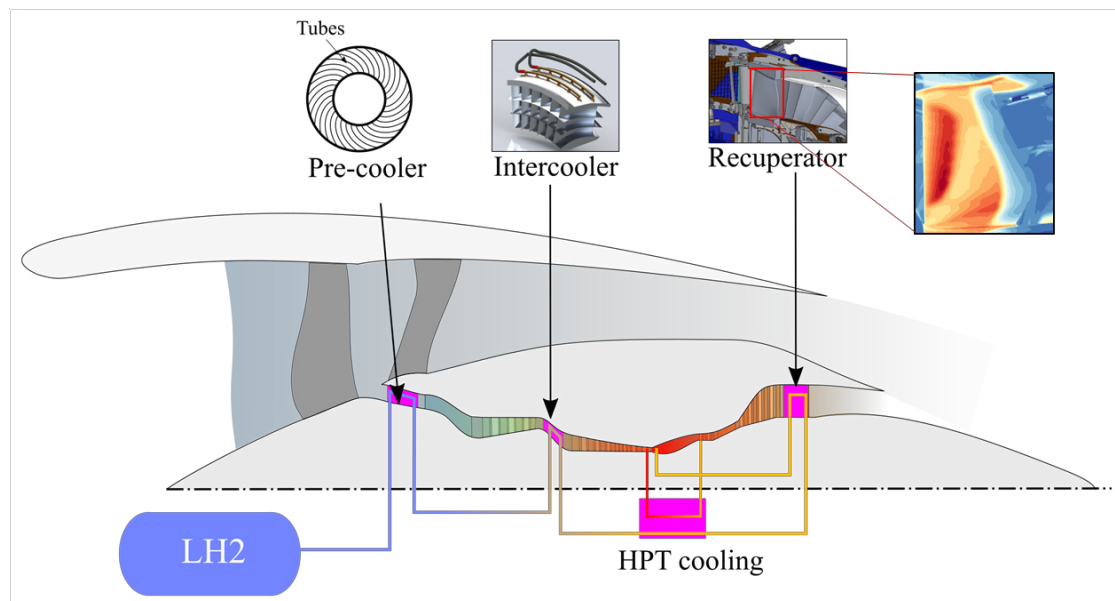 Tubes
Pre-cooler
Intercooler
Recuperator
LH2
HPT cooling